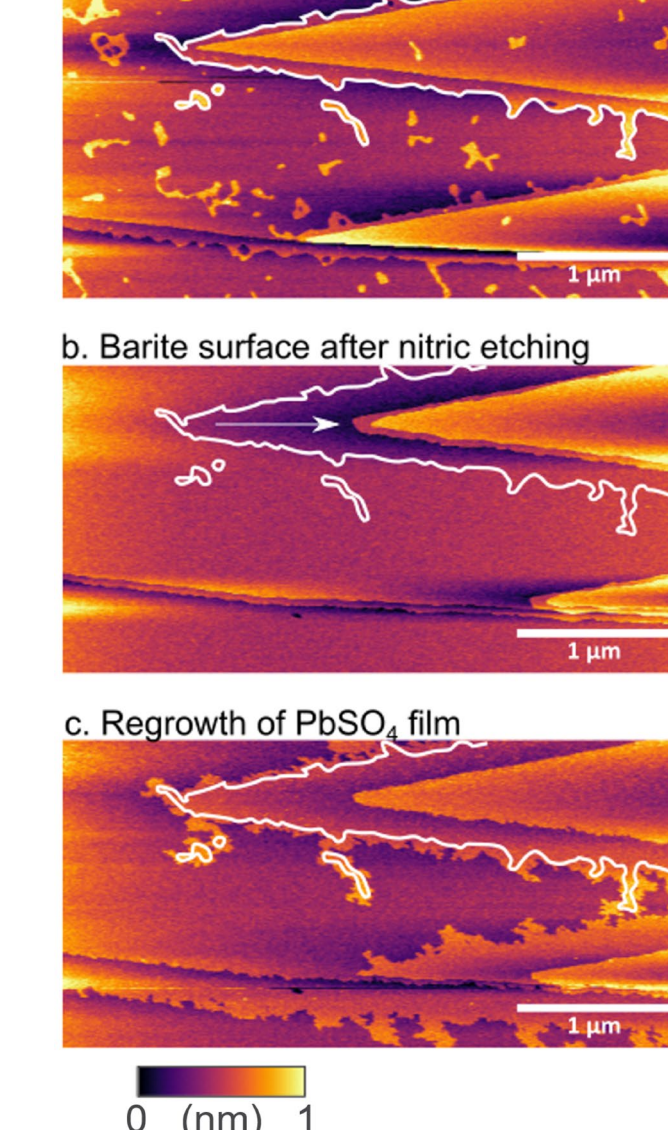 1 μm
b. Barite surface after nitric etching
1 μm
c. Regrowth of PbSO₄ film
1 μm
0 (nm) 1